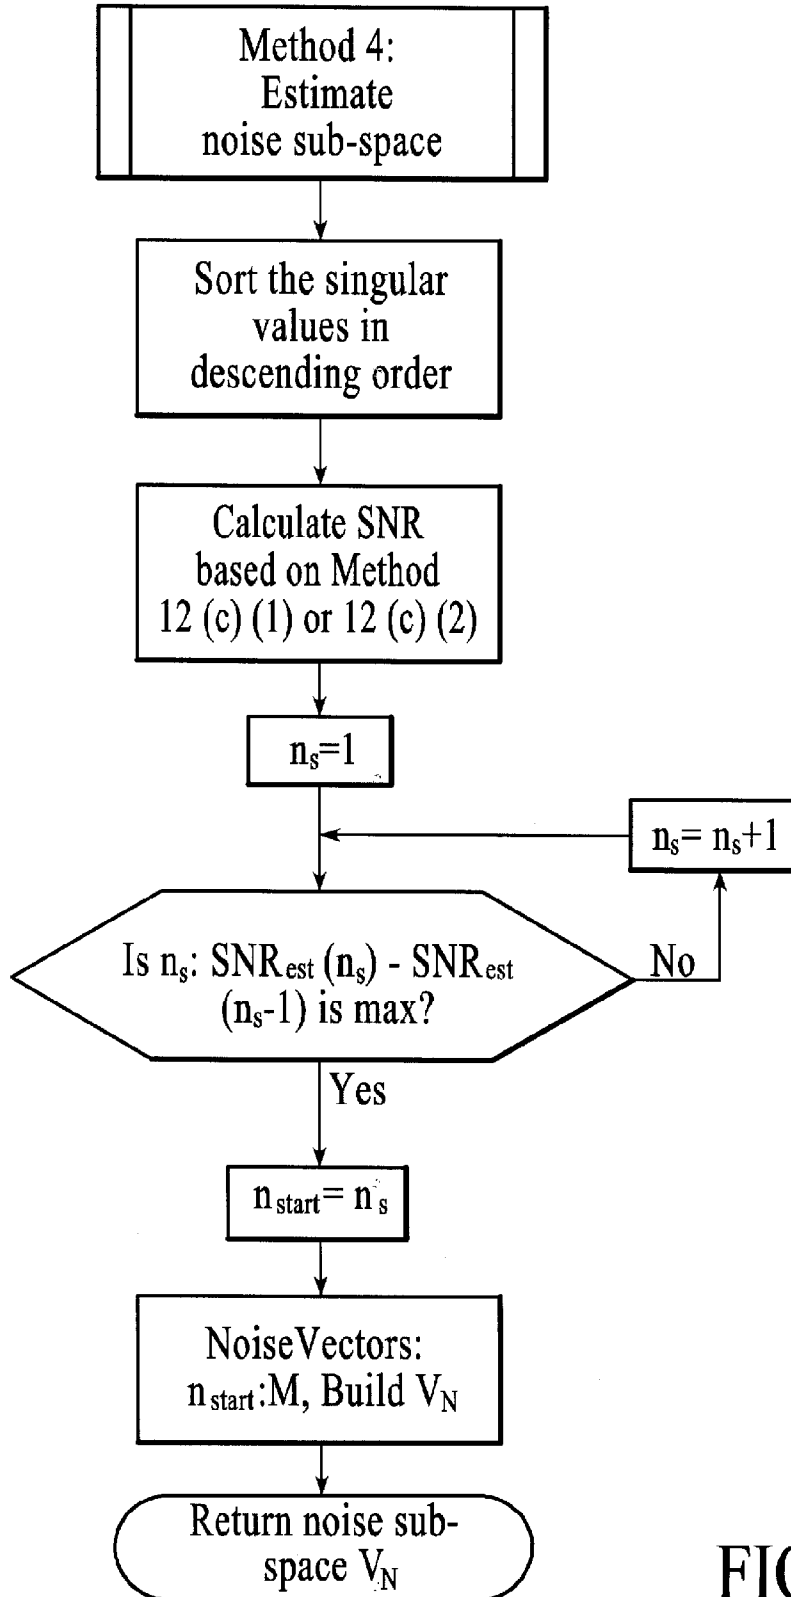 Method 4:
Estimate
noise sub-space
Sort the singular
values in
descending order
Calculate SNR
based on Method
12 (c) (1) or 12 (c) (2)
nₛ=1
nₛ= nₛ+1
Is nₛ: SNRest (nₛ) - SNRest
(nₛ-1) is max?
No
Yes
nstart= nₛ
NoiseVectors:
nstart:M, Build VN
Return noise sub-
space VN